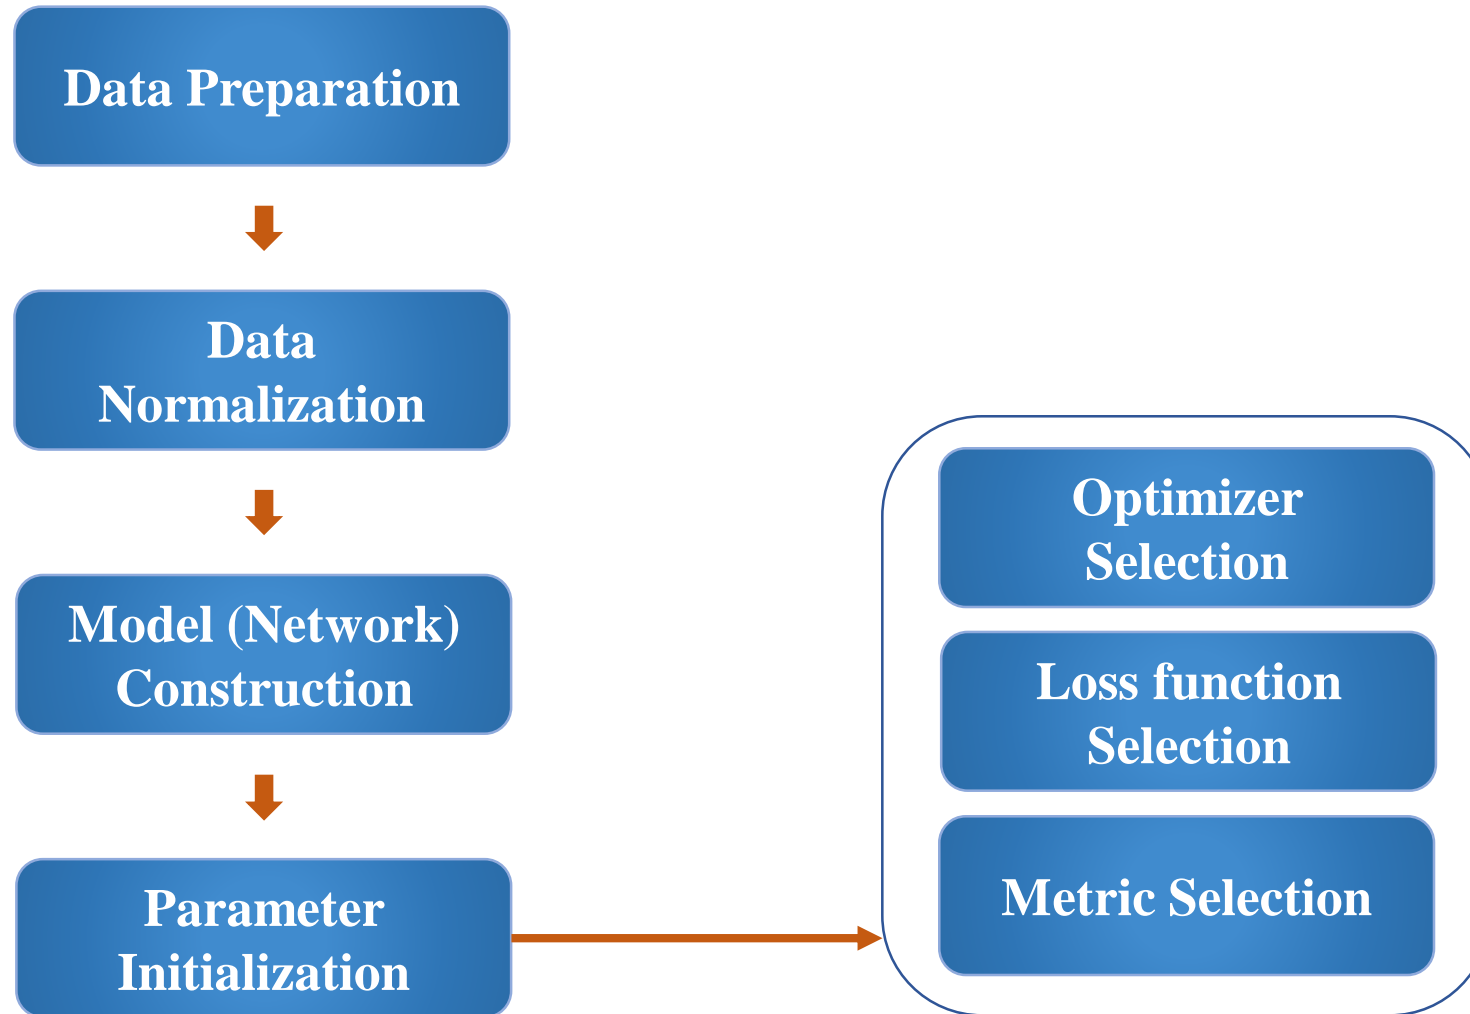 Data Preparation
Data
Normalization
Model (Network)
Construction
Parameter
Initialization
Optimizer
Selection
Loss function
Selection
Metric Selection